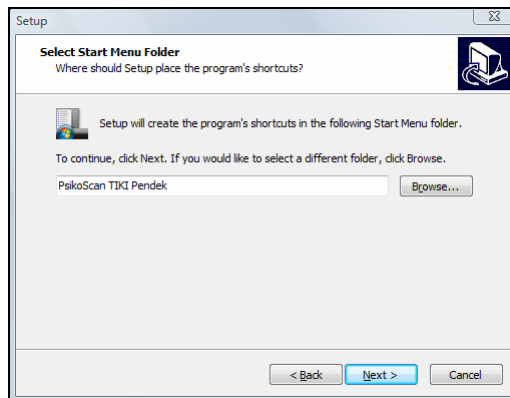 Setup
Select Start Menu Folder
Where should Setup place the program's shortcuts?
Setup will create the program's shortcuts in the following Start Menu folder.
To continue, click Next. If you would like to select a different folder, click Browse.
PsikoScan TIKI Pendek
Browse...
< Back
Next >
Cancel